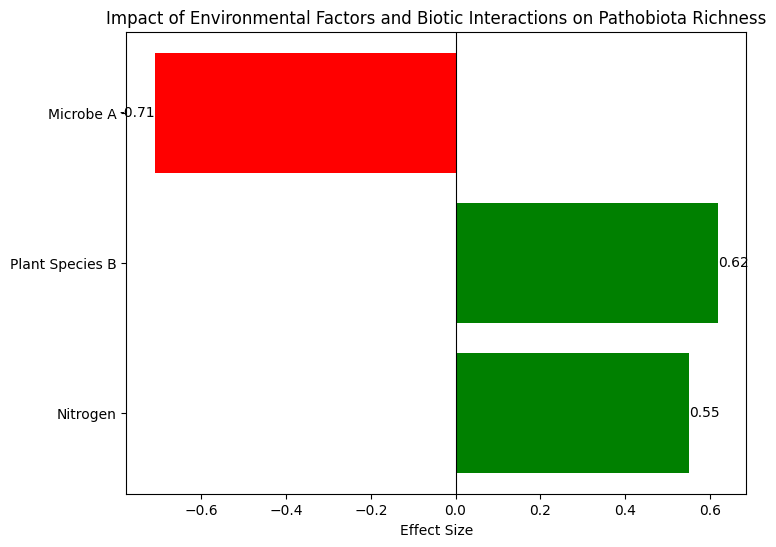 Impact of Environmental Factors and Biotic Interactions on Pathobiota Richness
Microbe A
-0.71
Plant Species B
0.62
Nitrogen
0.55
−0.6 −0.4 −0.2 0.0 0.2 0.4 0.6
Effect Size